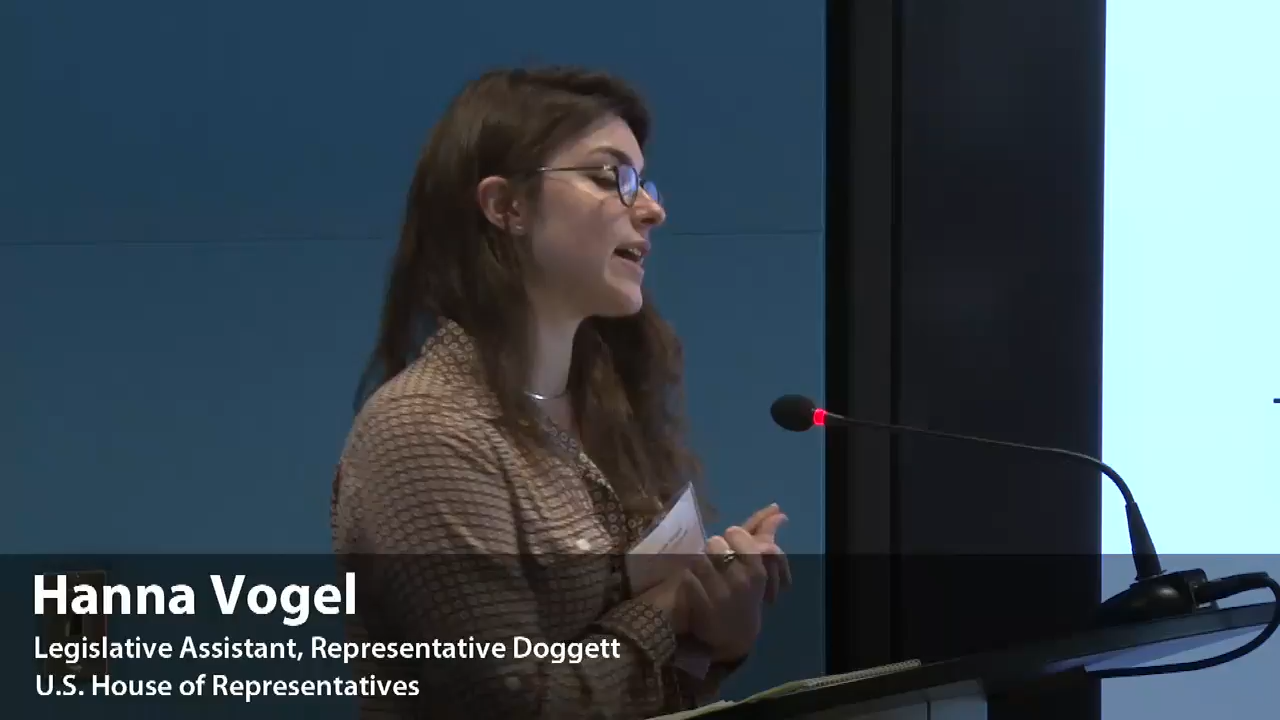 Hanna Vogel
Legislative Assistant, Representative Doggett
U.S. House of Representatives